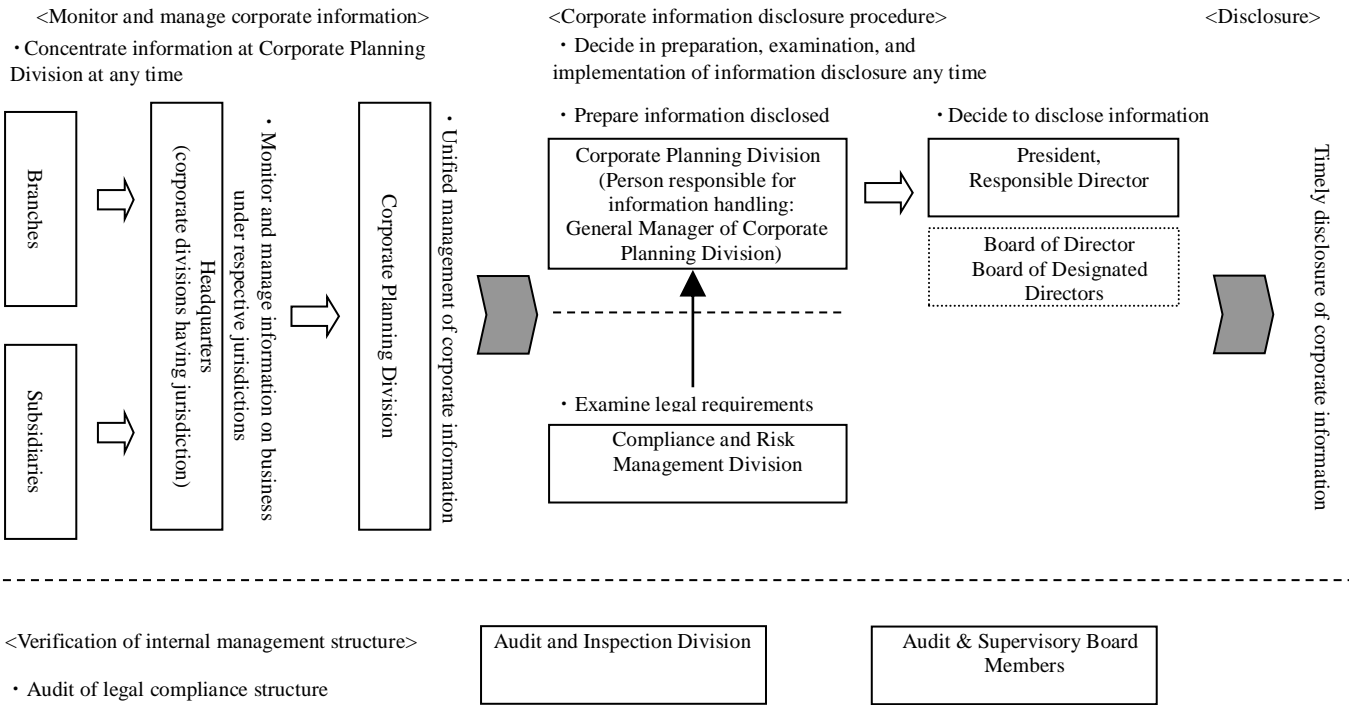 <Monitor and manage corporate information>
・Concentrate information at Corporate Planning
Division at any time
Branches
Subsidiaries
Headquarters
(corporate divisions having jurisdiction)
・Monitor and manage information on business
under respective jurisdictions
Corporate Planning Division
・Unified management of corporate information
<Corporate information disclosure procedure>
・Decide in preparation, examination, and
implementation of information disclosure any time
・Prepare information disclosed
Corporate Planning Division
(Person responsible for
information handling:
General Manager of Corporate
Planning Division)
・Examine legal requirements
Compliance and Risk
Management Division
・Decide to disclose information
President,
Responsible Director
Board of Director
Board of Designated
Directors
<Disclosure>
Timely disclosure of corporate information
<Verification of internal management structure>
・Audit of legal compliance structure
Audit and Inspection Division
Audit & Supervisory Board
Members